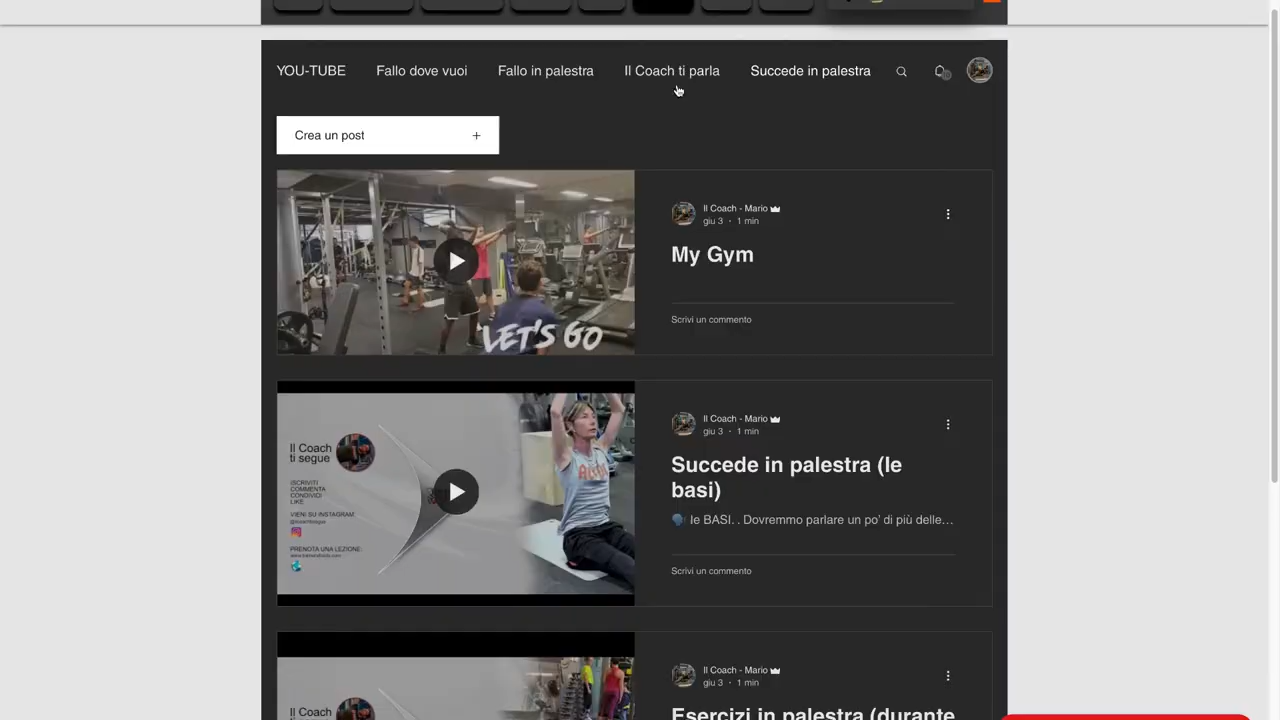 YOU-TUBE Fallo dove vuoi Fallo in palestra Il Coach ti parla Succede in palestra
Crea un post +
LET'S GO
Il Coach - Mario
giu 3 · 1 min
My Gym
Scrivi un commento
Il Coach
ti segue
ISCRIVITI
COMMENTA
CONDIVIDI
LIKE
VIENI SU INSTAGRAM:
PRENOTA UNA LEZIONE:
Il Coach - Mario
giu 3 · 1 min
Succede in palestra (le
basi)
le BASI. . Dovremmo parlare un po' di più delle…
Scrivi un commento
Il Coach
Il Coach - Mario
giu 3 · 1 min
Esercizi in palestra (durante